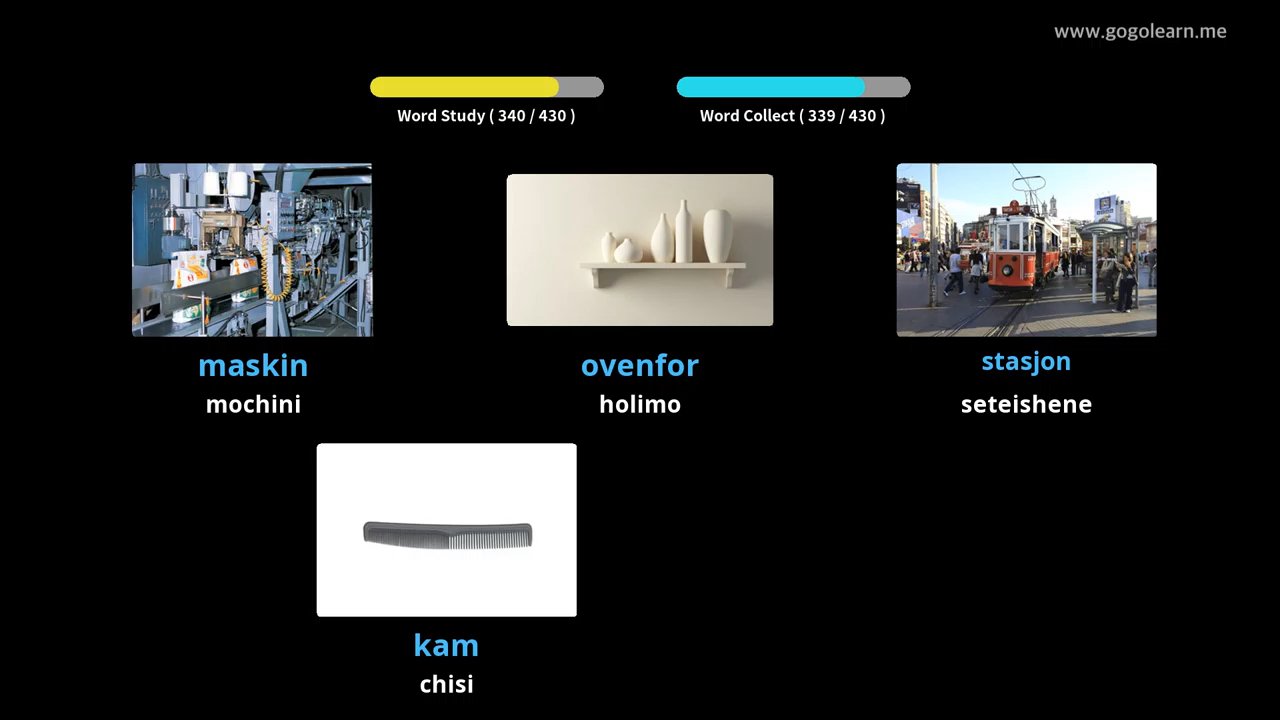 www.gogolearn.me
Word Study ( 340 / 430 )
Word Collect ( 339 / 430 )
maskin
mochini
ovenfor
holimo
stasjon
seteishene
kam
chisi